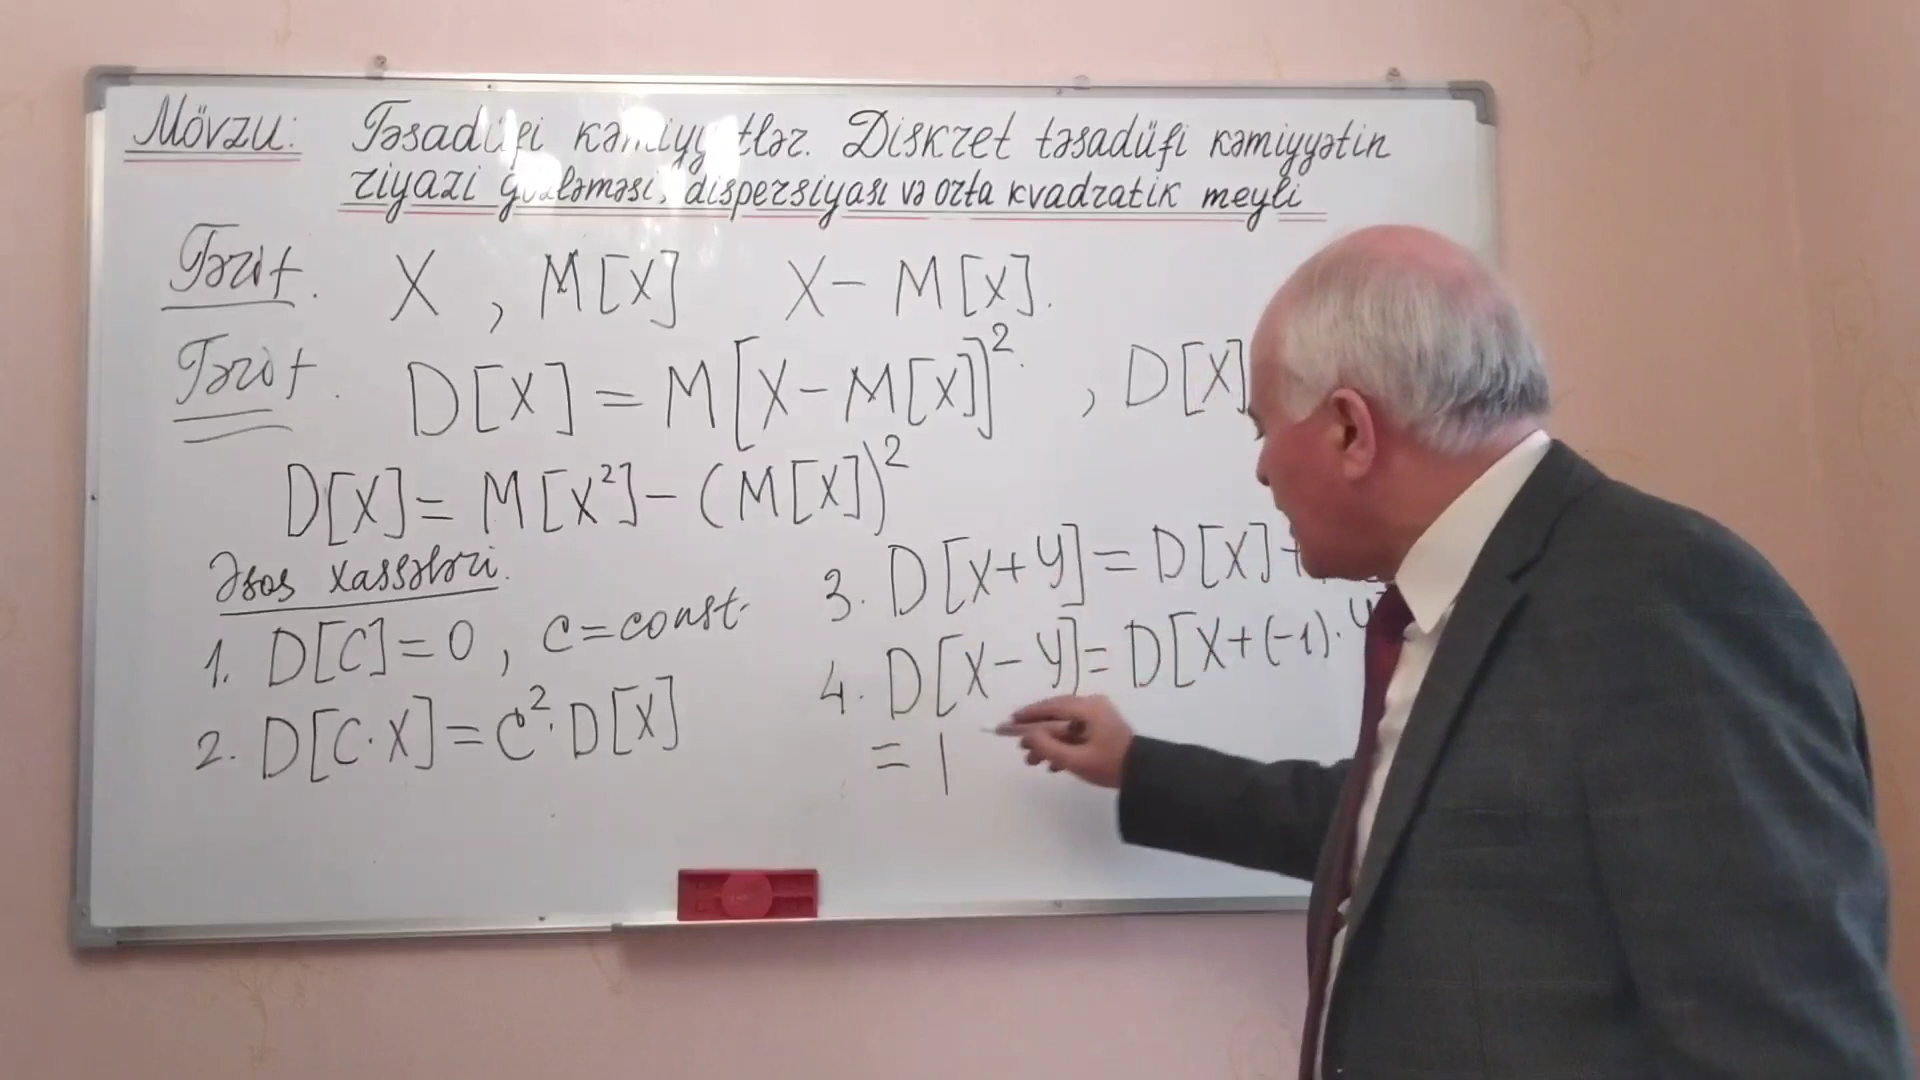 Mövzu: Təsadüfi kəmiyyətlər. Diskret təsadüfi kəmiyyətin
riyazi gözləməsi, dispersiyası və orta kvadratik meyli
Tərif. X , M[X] X – M[X].
Tərif. D[X] = M[X – M[X]]². , D[X]
D[X] = M[X²] – (M[X])²
Əsas xassələri.
1. D[C] = 0 , c = const.
2. D[C·X] = C²·D[X]
3. D[X+Y] = D[X] +
4. D[X–Y] = D[X+(-1)·Y]
= 1